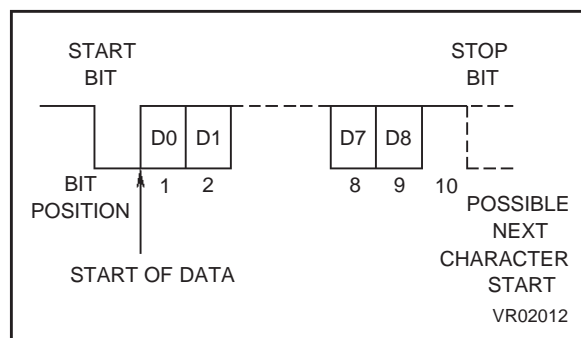 START
BIT
STOP
BIT
D0 D1 D7 D8
BIT
POSITION
1 2 8 9 10
POSSIBLE
NEXT
CHARACTER
START
START OF DATA
VR02012